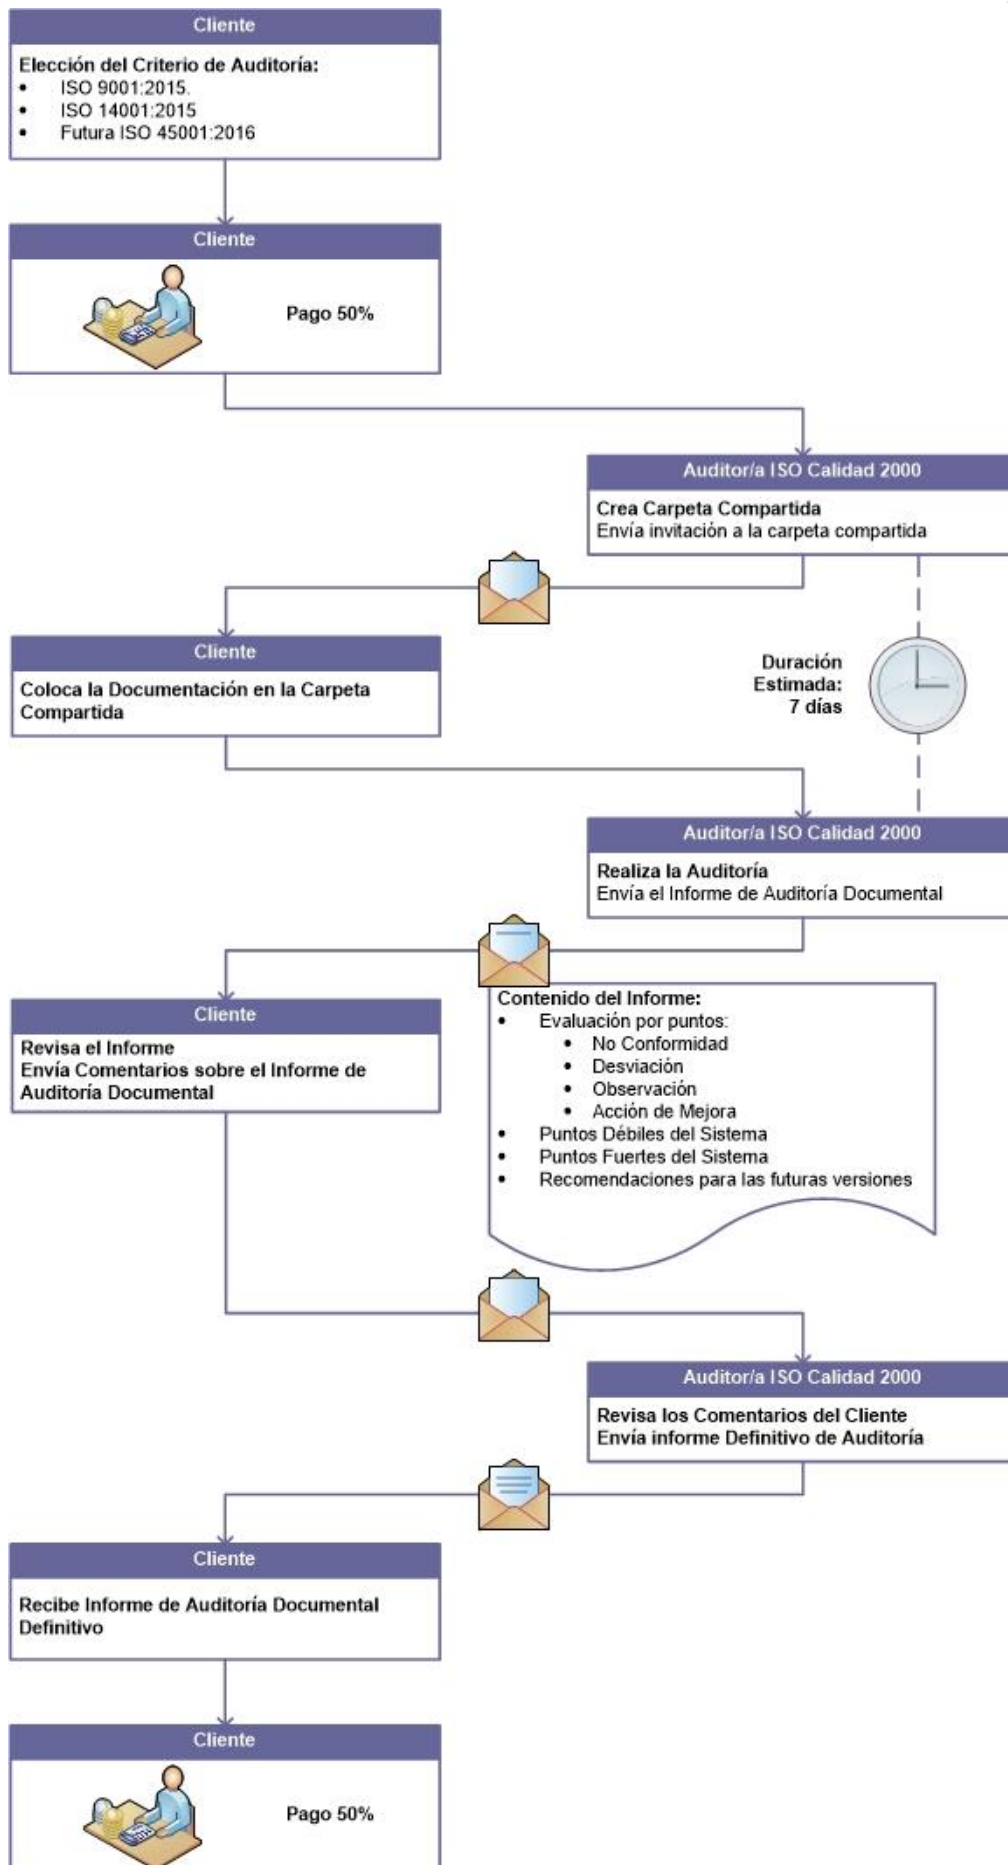 Cliente
Elección del Criterio de Auditoría:
• ISO 9001:2015.
• ISO 14001:2015
• Futura ISO 45001:2016
Cliente
Pago 50%
Auditor/a ISO Calidad 2000
Crea Carpeta Compartida
Envía invitación a la carpeta compartida
Cliente
Coloca la Documentación en la Carpeta
Compartida
Duración
Estimada:
7 días
Auditor/a ISO Calidad 2000
Realiza la Auditoría
Envía el Informe de Auditoría Documental
Cliente
Revisa el Informe
Envía Comentarios sobre el Informe de
Auditoría Documental
Contenido del Informe:
• Evaluación por puntos:
• No Conformidad
• Desviación
• Observación
• Acción de Mejora
• Puntos Débiles del Sistema
• Puntos Fuertes del Sistema
• Recomendaciones para las futuras versiones
Auditor/a ISO Calidad 2000
Revisa los Comentarios del Cliente
Envía informe Definitivo de Auditoría
Cliente
Recibe Informe de Auditoría Documental
Definitivo
Cliente
Pago 50%